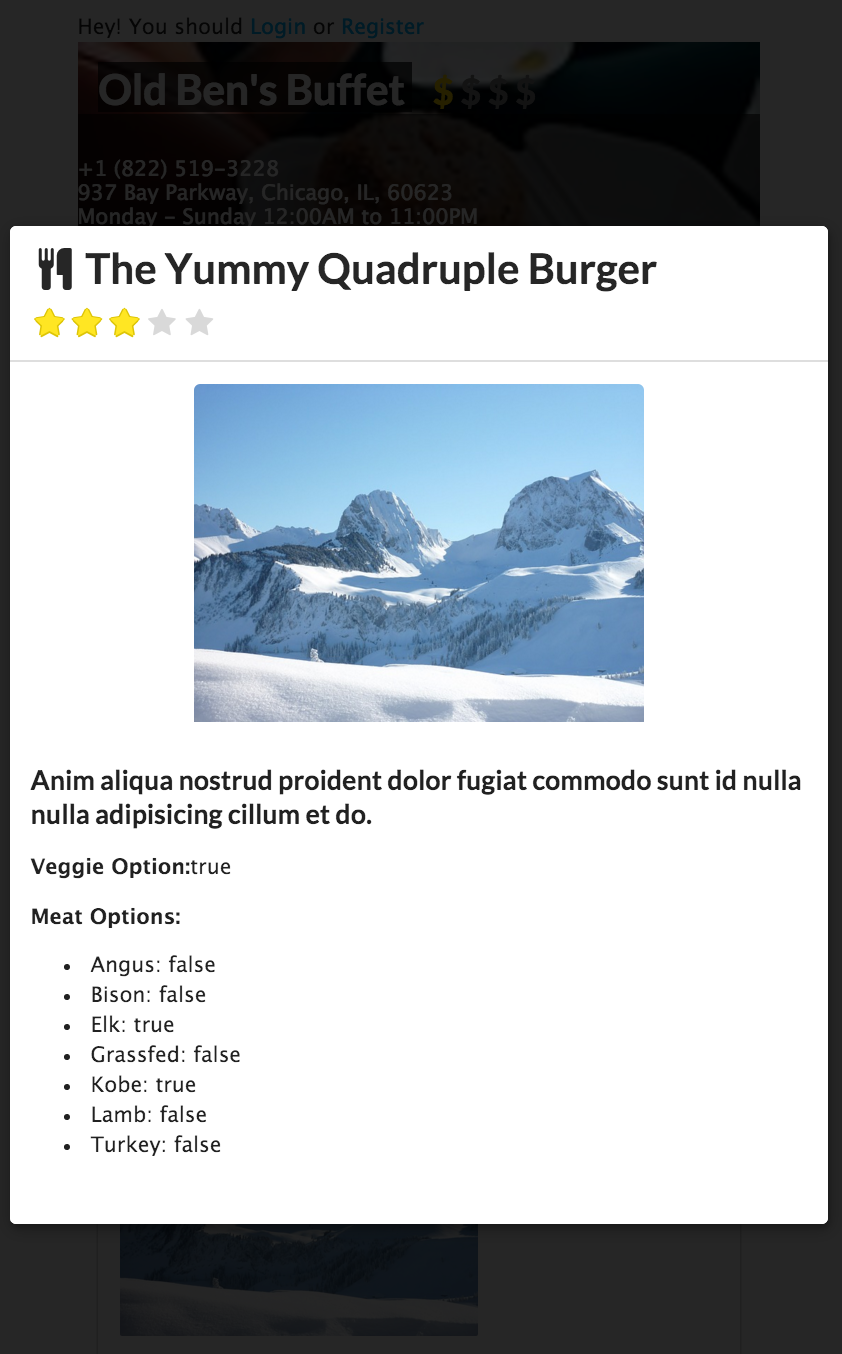 Hey! You should Login or Register
Old Ben's Buffet $ $ $ $
+1 (822) 519-3228
937 Bay Parkway, Chicago, IL, 60623
Monday - Sunday 12:00AM to 11:00PM
The Yummy Quadruple Burger
Anim aliqua nostrud proident dolor fugiat commodo sunt id nulla
nulla adipisicing cillum et do.
Veggie Option:true
Meat Options:
• Angus: false
• Bison: false
• Elk: true
• Grassfed: false
• Kobe: true
• Lamb: false
• Turkey: false